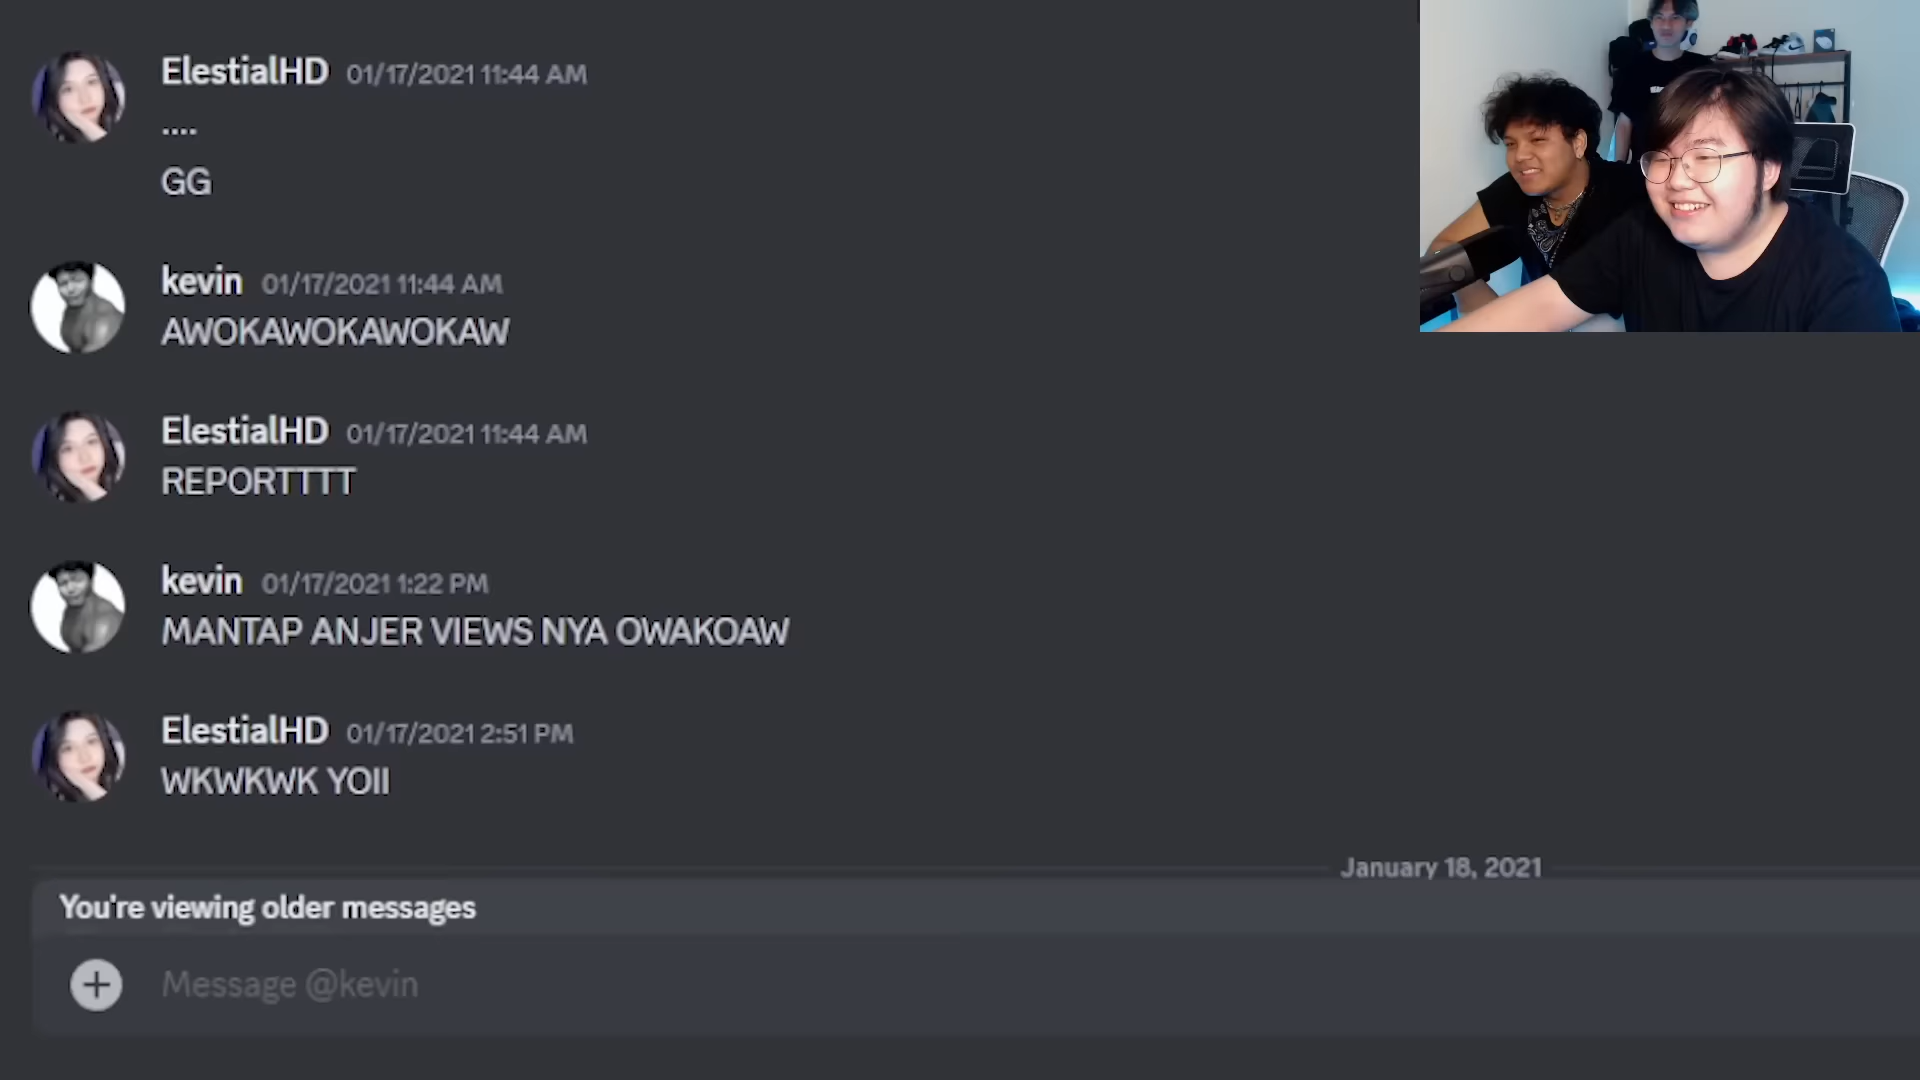 ElestialHD 01/17/2021 11:44 AM
....
GG
kevin 01/17/2021 11:44 AM
AWOKAWOKAWOKAW
ElestialHD 01/17/2021 11:44 AM
REPORTTTT
kevin 01/17/2021 1:22 PM
MANTAP ANJER VIEWS NYA OWAKOAW
ElestialHD 01/17/2021 2:51 PM
WKWKWK YOII
January 18, 2021
You're viewing older messages
Message @kevin